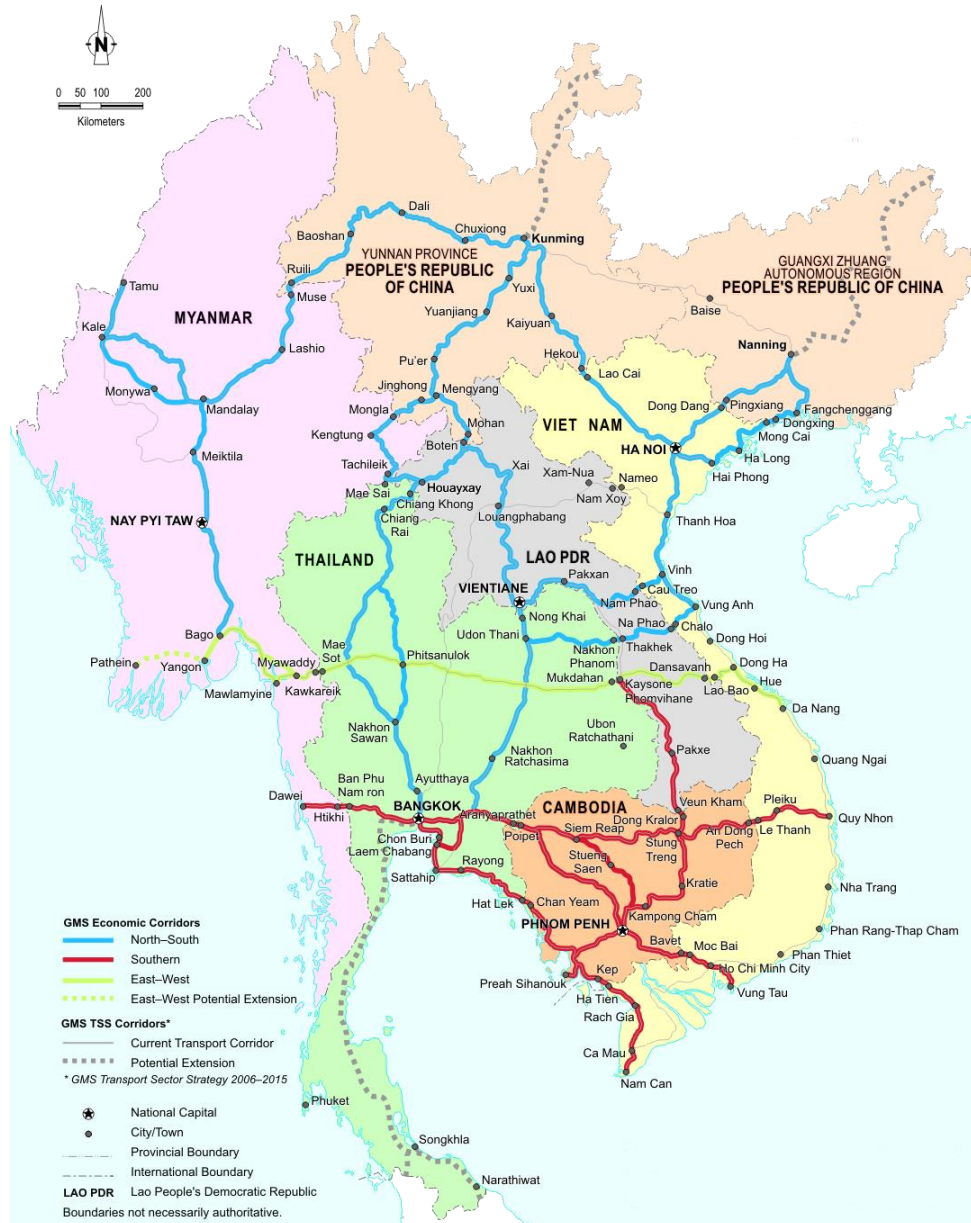 N
0 50 100 200
Kilometers
Dali
Baoshan
Chuxiong
Kunming
YUNNAN PROVINCE
PEOPLE'S REPUBLIC
OF CHINA
GUANGXI ZHUANG
AUTONOMOUS REGION
PEOPLE'S REPUBLIC OF CHINA
Ruili
Muse
Tamu
Yuxi
Baise
Yuanjiang
MYANMAR
Kale
Kaiyuan
Nanning
Lashio
Hekou
Pu'er
Lao Cai
Monywa
Jinghong
Mengyang
Mandalay
Dong Dang
Pingxiang
Fangchenggang
Mongla
Mohan
VIET NAM
Dongxing
Mong Cai
Kengtung
Boten
HA NOI
Ha Long
Meiktila
Tachileik
Xai
Xam-Nua
Nameo
Hai Phong
Mae Sai
Houayxay
Nam Xoy
Chiang Khong
Louangphabang
Thanh Hoa
NAY PYI TAW
Chiang
Rai
THAILAND
LAO PDR
Pakxan
Vinh
VIENTIANE
Cau Treo
Nam Phao
Vung Anh
Nong Khai
Na Phao
Chalo
Bago
Udon Thani
Dong Hoi
Mae
Sot
Nakhon
Phanom
Thakhek
Pathein
Yangon
Myawaddy
Phitsanulok
Dansavanh
Dong Ha
Mukdahan
Kaysone
Phomvihane
Lao Bao
Hue
Mawlamyine
Kawkareik
Da Nang
Nakhon
Sawan
Ubon
Ratchathani
Nakhon
Ratchasima
Pakxe
Quang Ngai
Ban Phu
Nam ron
Ayutthaya
Dawei
Htikhi
BANGKOK
Aranyaprathet
CAMBODIA
Veun Kham
Pleiku
Poipet
Siem Reap
Dong Kralor
An Dong
Pech
Le Thanh
Quy Nhon
Chon Buri
Laem Chabang
Stueng
Saen
Stung
Treng
Rayong
Sattahip
Kratie
Nha Trang
Hat Lek
Chan Yeam
Kampong Cham
PHNOM PENH
Phan Rang-Thap Cham
Bavet
Moc Bai
Phan Thiet
Ho Chi Minh City
Preah Sihanouk
Kep
Vung Tau
Ha Tien
Rach Gia
Ca Mau
Nam Can
Phuket
Songkhla
Narathiwat
GMS Economic Corridors
North–South
Southern
East–West
East–West Potential Extension
GMS TSS Corridors*
Current Transport Corridor
Potential Extension
* GMS Transport Sector Strategy 2006–2015
National Capital
City/Town
Provincial Boundary
International Boundary
LAO PDR Lao People's Democratic Republic
Boundaries not necessarily authoritative.